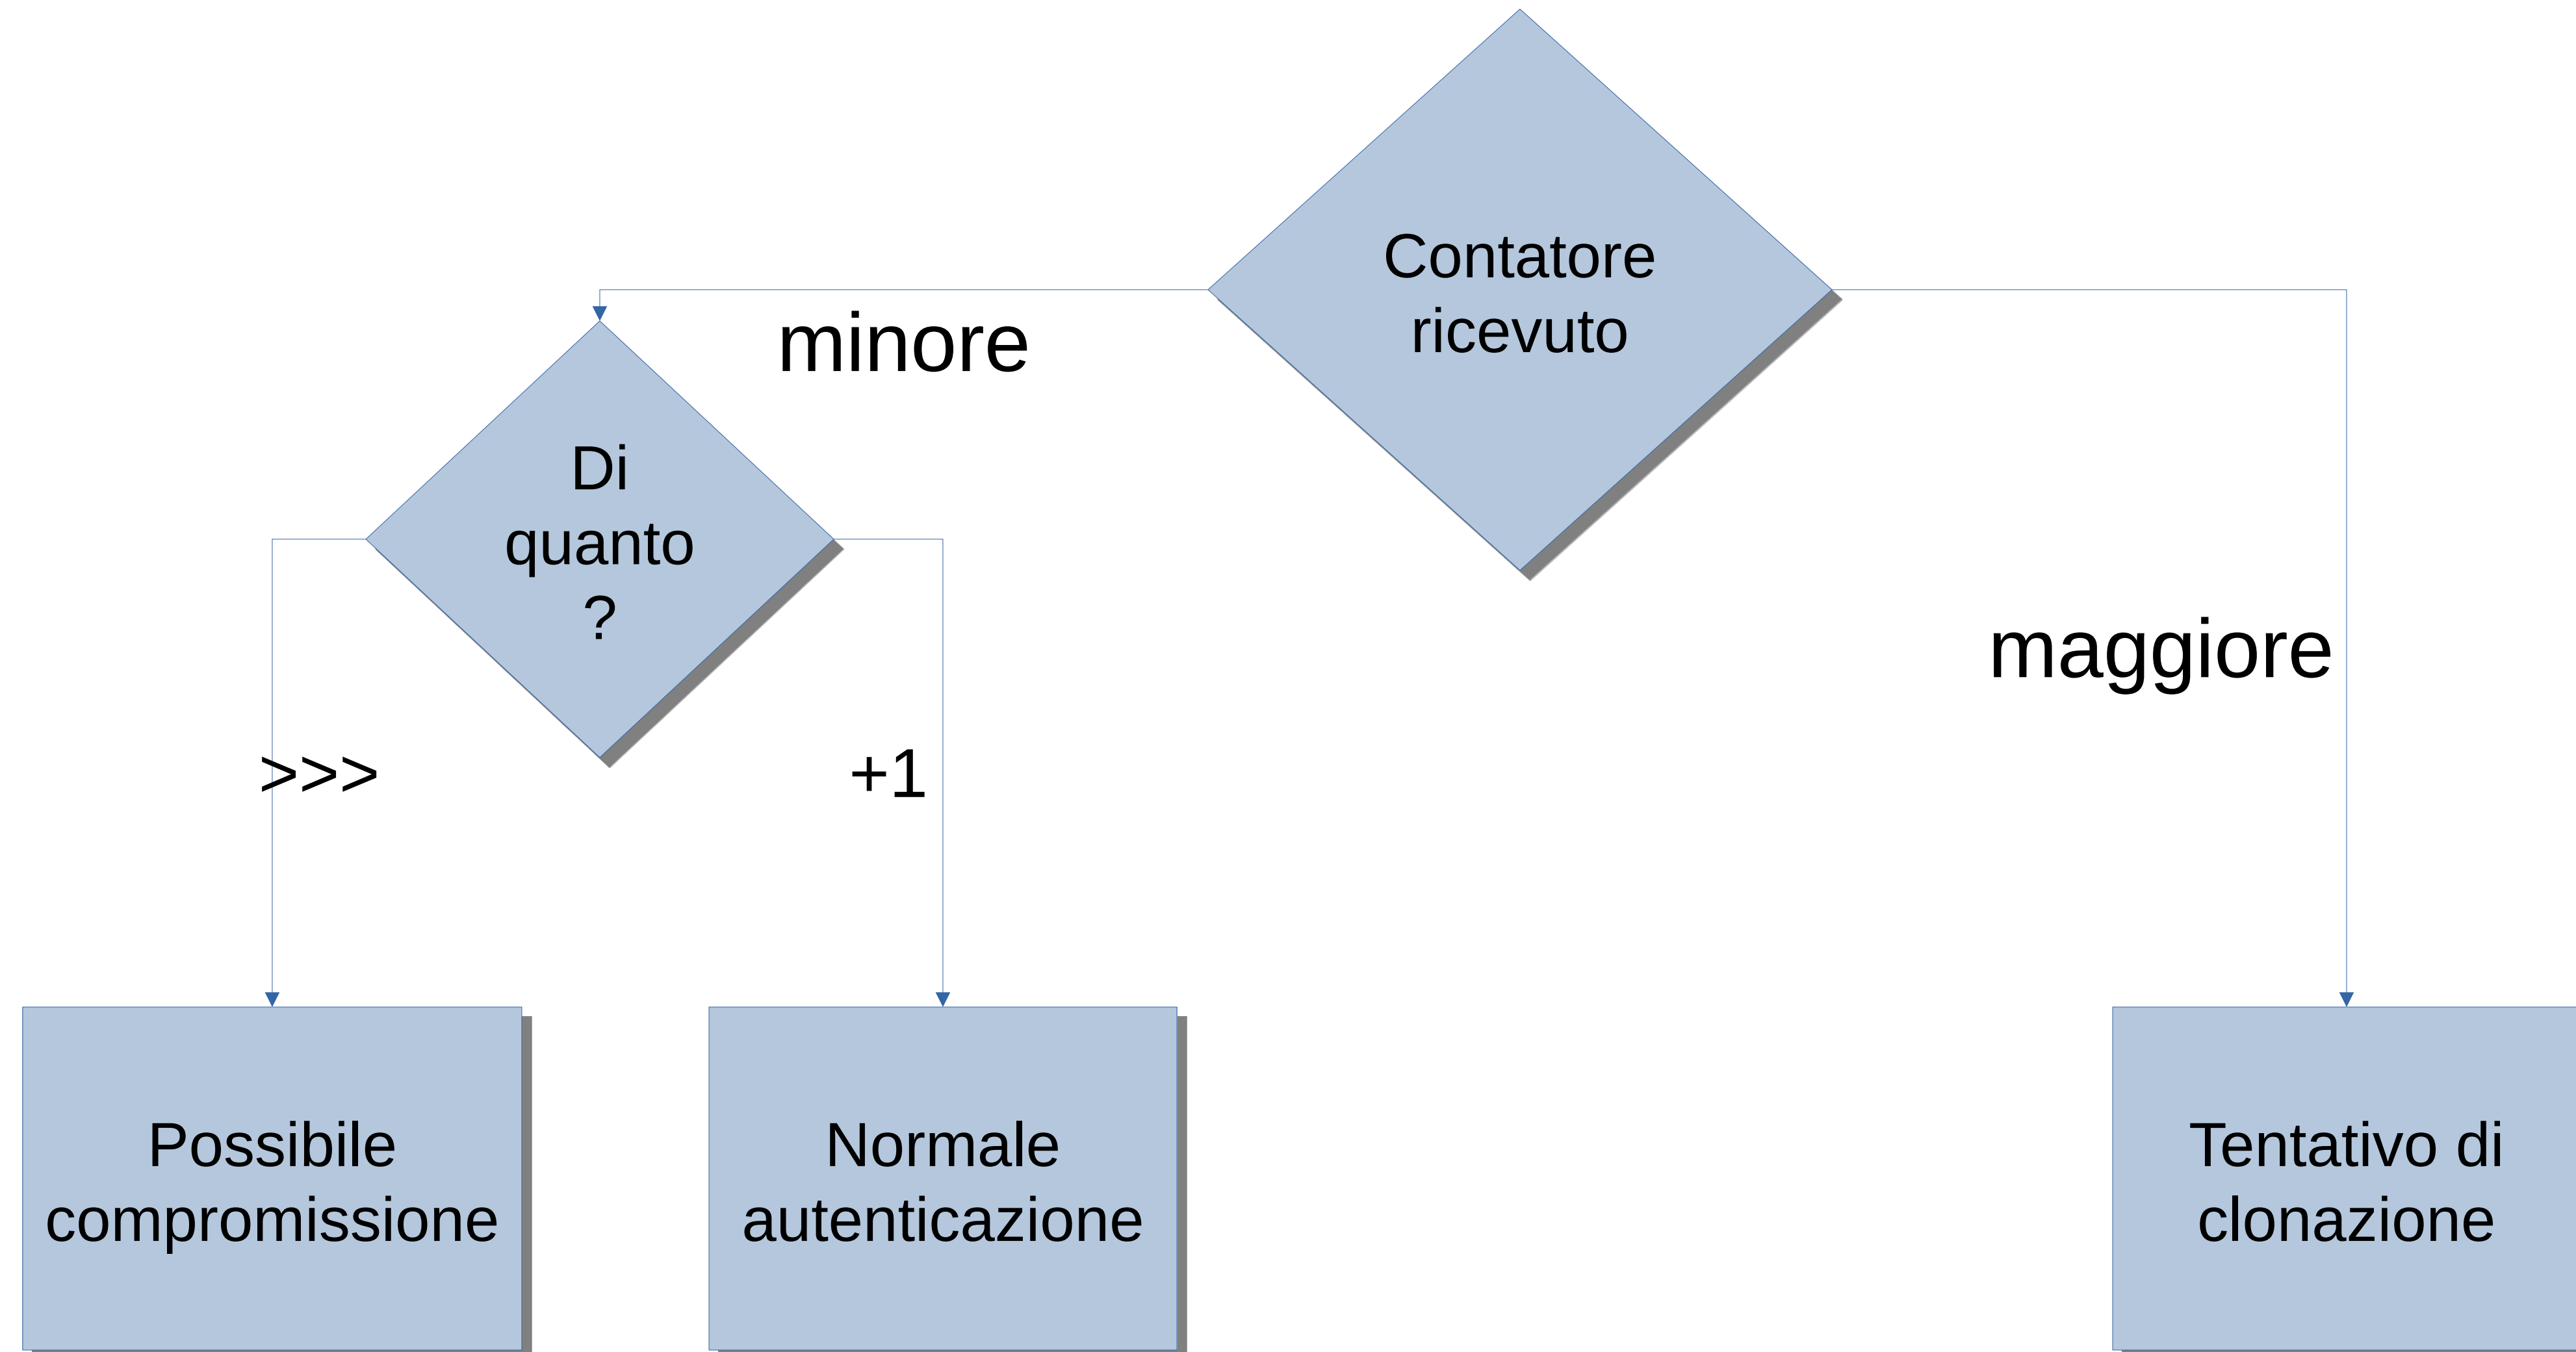 Contatore
ricevuto
minore
Di
quanto
?
maggiore
>>>
+1
Possibile
compromissione
Normale
autenticazione
Tentativo di
clonazione